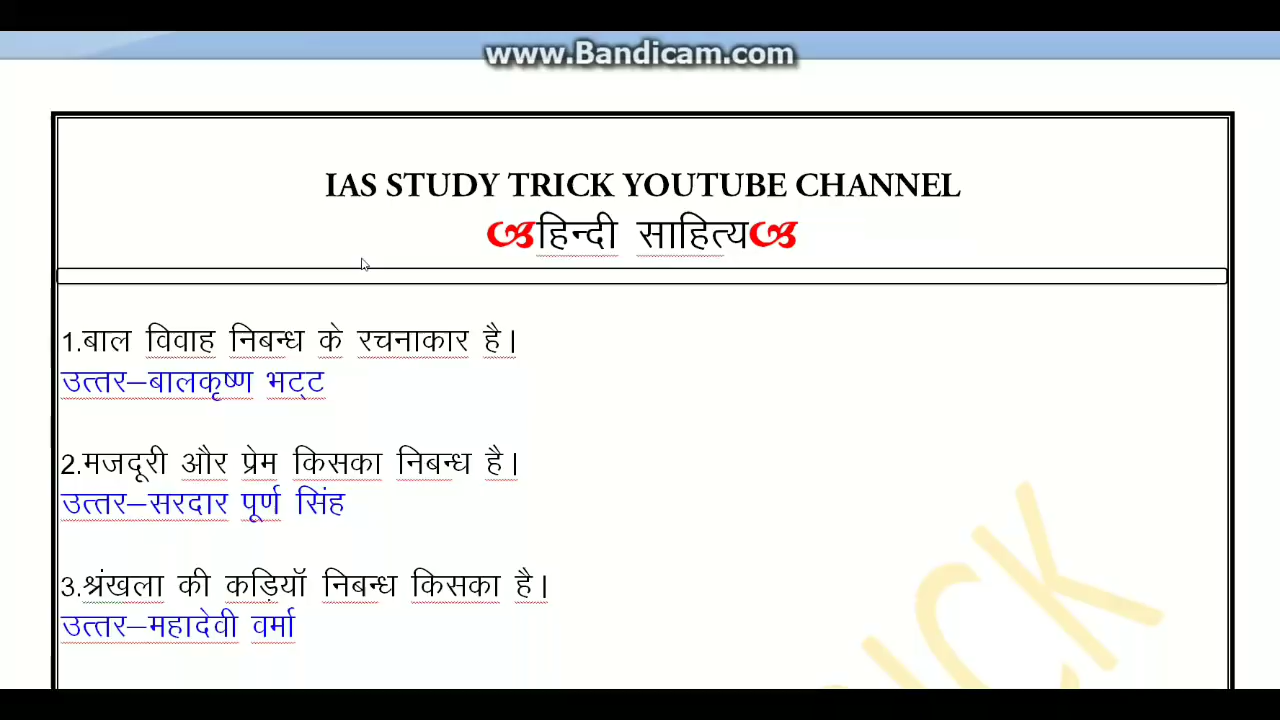 www.Bandicam.com
IAS STUDY TRICK YOUTUBE CHANNEL
हिन्दी साहित्य
1.बाल विवाह निबन्ध के रचनाकार है।
उत्तर–बालकृष्ण भट्ट
2.मजदूरी और प्रेम किसका निबन्ध है।
उत्तर–सरदार पूर्ण सिंह
3.श्रंखला की कड़ियॉ निबन्ध किसका है।
उत्तर–महादेवी वर्मा